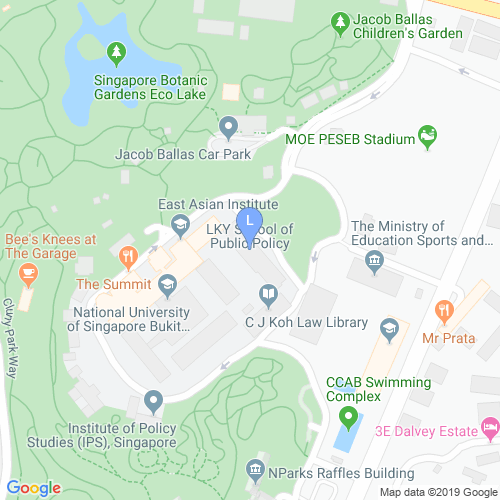 Jacob Ballas
Children's Garden
Singapore Botanic
Gardens Eco Lake
MOE PESEB Stadium
Jacob Ballas Car Park
East Asian Institute
L
LKY School of
Public Policy
The Ministry of
Education Sports and...
Bee's Knees at
The Garage
The Summit
National University
of Singapore Bukit...
C J Koh Law Library
Mr Prata
Cluny Park Way
CCAB Swimming
Complex
Institute of Policy
Studies (IPS), Singapore
3E Dalvey Estate
NParks Raffles Building
Google
Map data ©2019 Google